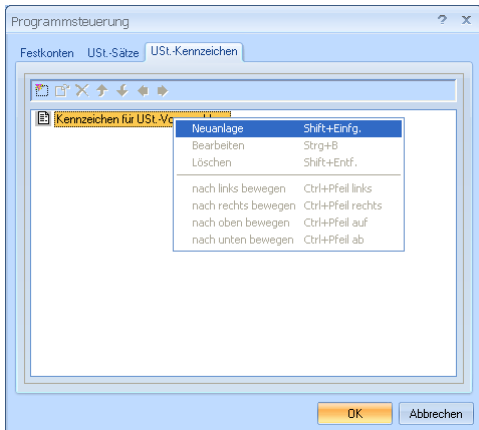 Programmsteuerung
Festkonten USt.-Sätze USt.-Kennzeichen
Kennzeichen für USt.-Vo
Neuanlage Shift+Einfg.
Bearbeiten Strg+B
Löschen Shift+Entf.
nach links bewegen Ctrl+Pfeil links
nach rechts bewegen Ctrl+Pfeil rechts
nach oben bewegen Ctrl+Pfeil auf
nach unten bewegen Ctrl+Pfeil ab
OK Abbrechen